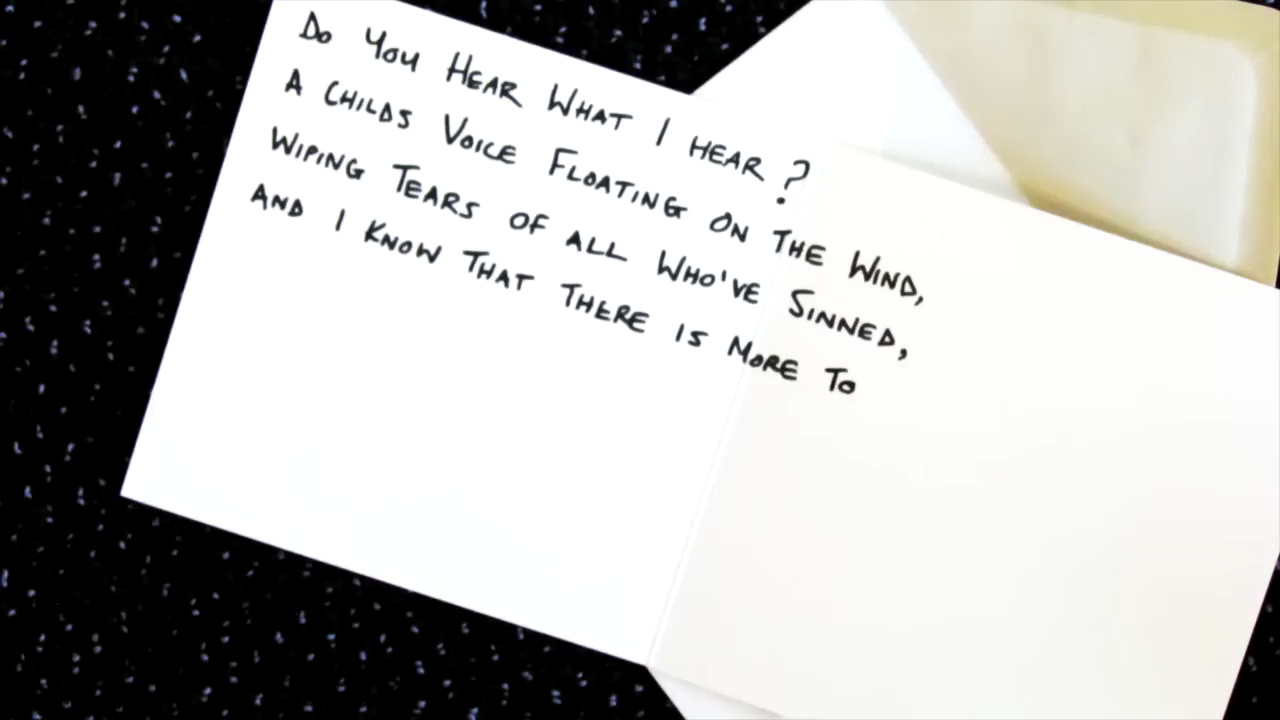 Do You HEAR WHAT I HEAR?
A CHILDS VOICE FLOATING ON THE WIND,
WIPING TEARS OF ALL WHO'VE SINNED,
AND I KNOW THAT THERE IS MORE TO